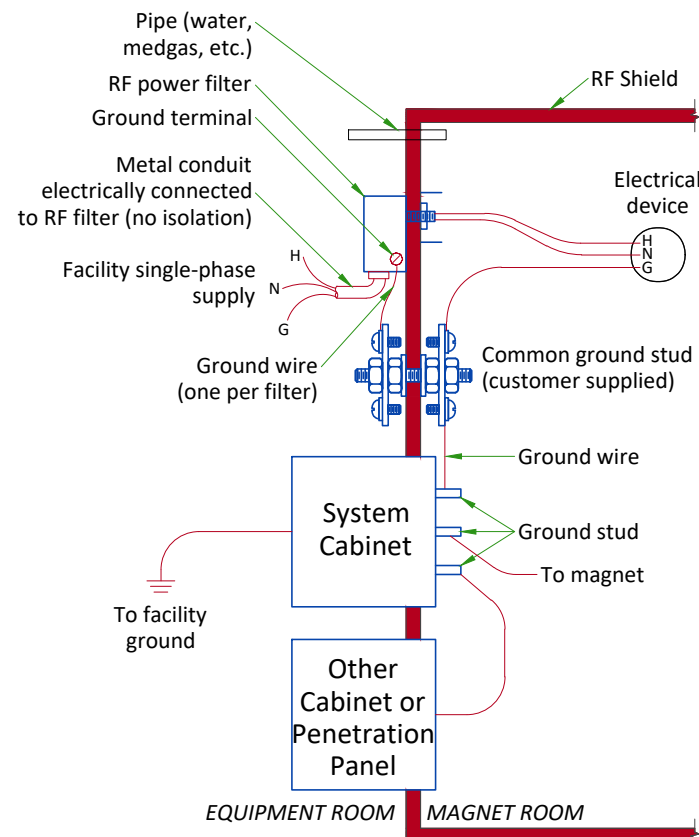 Pipe (water,
medgas, etc.)
RF power filter
Ground terminal
Metal conduit
electrically connected
to RF filter (no isolation)
Facility single-phase
supply
H
N
G
Ground wire
(one per filter)
RF Shield
Electrical
device
H
N
G
Common ground stud
(customer supplied)
Ground wire
System
Cabinet
Ground stud
To magnet
To facility
ground
Other
Cabinet or
Penetration
Panel
EQUIPMENT ROOM
MAGNET ROOM